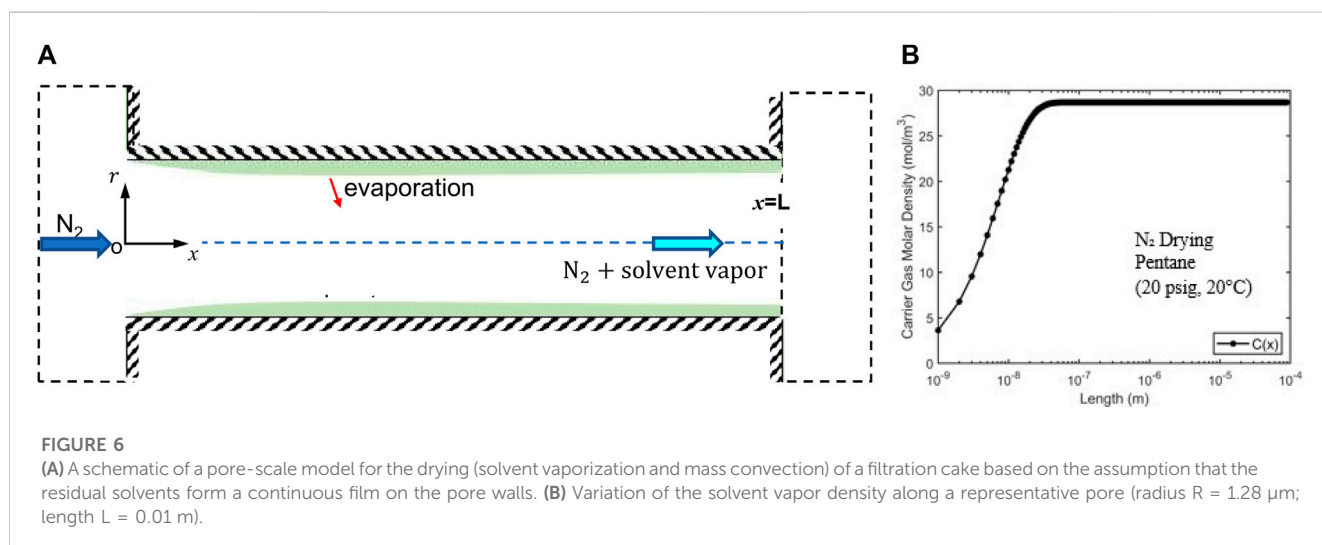 A
r
evaporation
x=L
N₂
O
x
N₂ + solvent vapor
B
Carrier Gas Molar Density (mol/m³)
30
25
20
15
10
5
0
N₂ Drying
Pentane
(20 psig, 20°C)
C(x)
10⁻⁹
10⁻⁸
10⁻⁷
10⁻⁶
10⁻⁵
10⁻⁴
Length (m)
FIGURE 6
(A) A schematic of a pore-scale model for the drying (solvent vaporization and mass convection) of a filtration cake based on the assumption that the
residual solvents form a continuous film on the pore walls. (B) Variation of the solvent vapor density along a representative pore (radius R = 1.28 µm;
length L = 0.01 m).